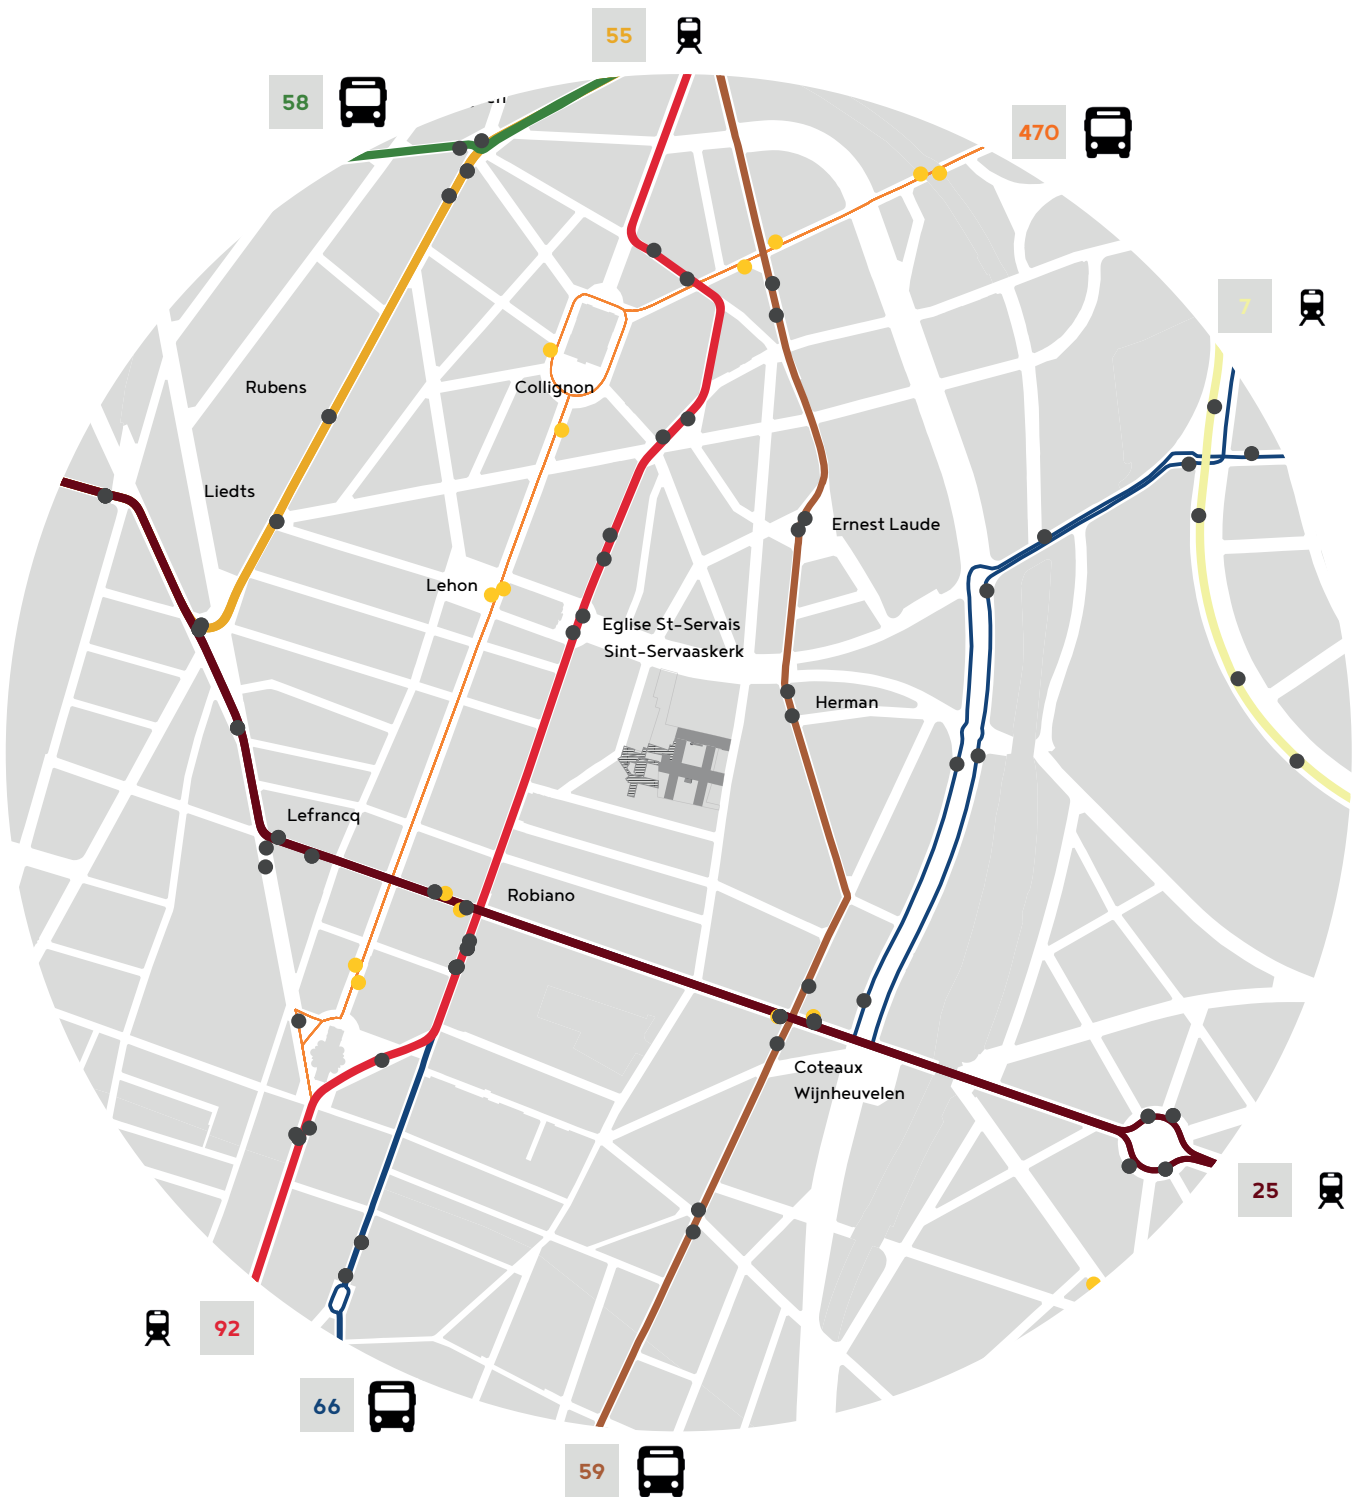 55
58
470
7
Rubens
Collignon
Liedts
Ernest Laude
Lehon
Eglise St-Servais
Sint-Servaaskerk
Herman
Lefrancq
Robiano
Coteaux
Wijnheuvelen
25
92
66
59